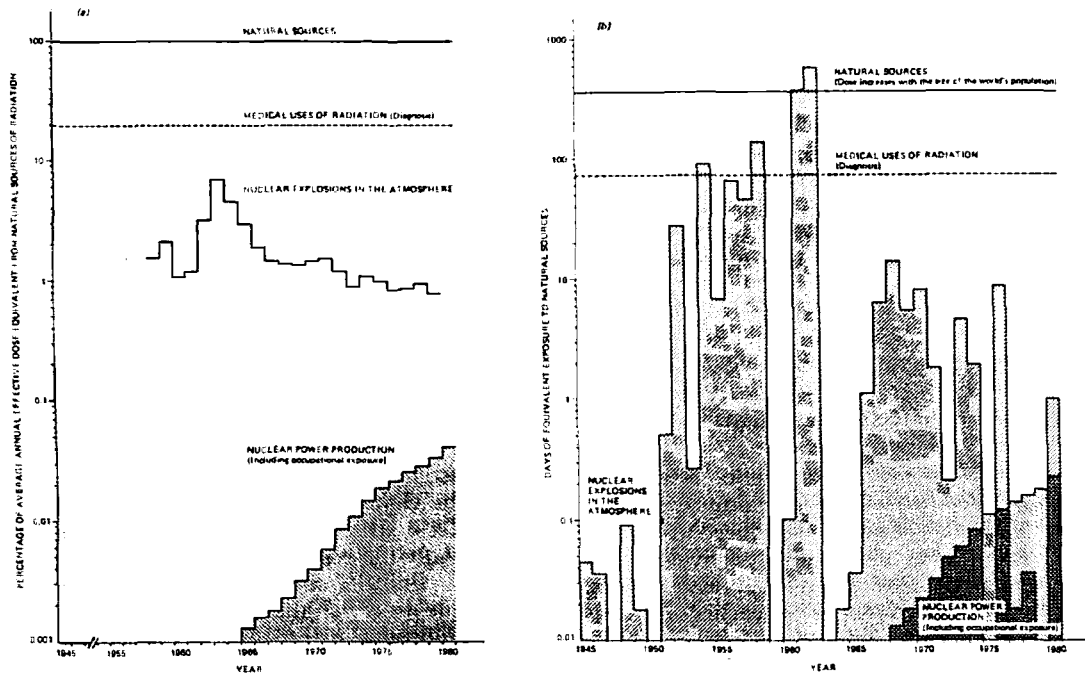 (a)
NATURAL SOURCES
MEDICAL USES OF RADIATION (Diagnosis)
NUCLEAR EXPLOSIONS IN THE ATMOSPHERE
NUCLEAR POWER PRODUCTION
(Including occupational exposure)
PERCENTAGE OF AVERAGE ANNUAL EFFECTIVE DOSE EQUIVALENT FROM NATURAL SOURCES OF RADIATION
100
10
1
0.1
0.01
0.001
1945
1955
1960
1965
1970
1975
1980
YEAR
(b)
NATURAL SOURCES
(Dose increases with the size of the world's population)
MEDICAL USES OF RADIATION
(Diagnosis)
NUCLEAR
EXPLOSIONS
IN THE
ATMOSPHERE
NUCLEAR POWER
PRODUCTION
(Including occupational exposure)
DAYS OF EQUIVALENT EXPOSURE TO NATURAL SOURCES
1000
100
10
1
0.1
0.01
1945
1950
1955
1960
1965
1970
1975
1980
YEAR